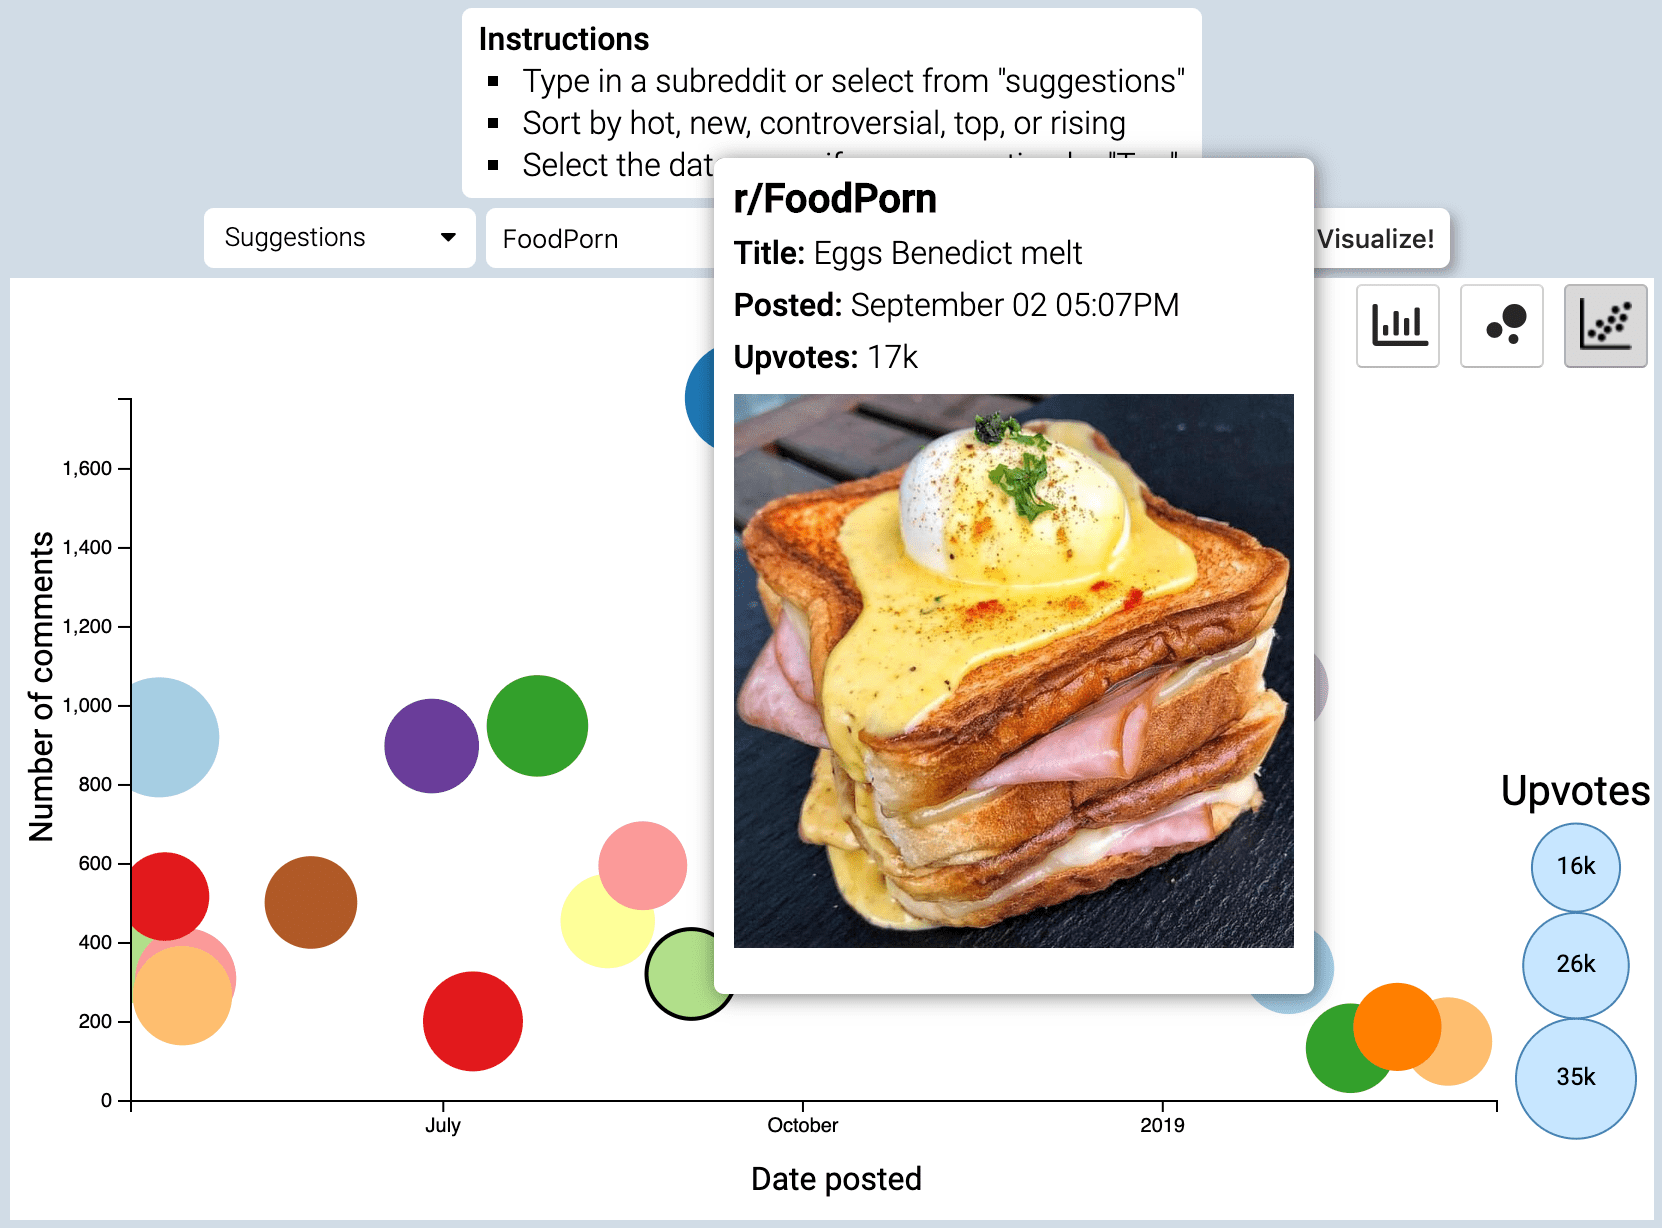 Instructions
Type in a subreddit or select from "suggestions"
Sort by hot, new, controversial, top, or rising
Select the dat
r/FoodPorn
Title: Eggs Benedict melt
Posted: September 02 05:07PM
Upvotes: 17k
Suggestions
FoodPorn
Visualize!
Number of comments
1,600
1,400
1,200
1,000
800
600
400
200
0
July
October
2019
Date posted
Upvotes
16k
26k
35k